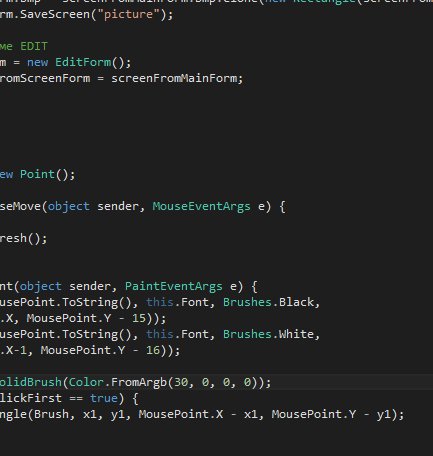 rm.SaveScreen("picture");
ме EDIT
m = new EditForm();
romScreenForm = screenFromMainForm;
ew Point();
seMove(object sender, MouseEventArgs e) {
resh();
nt(object sender, PaintEventArgs e) {
usePoint.ToString(), this.Font, Brushes.Black,
.X, MousePoint.Y - 15));
usePoint.ToString(), this.Font, Brushes.White,
.X-1, MousePoint.Y - 16));
olidBrush(Color.FromArgb(30, 0, 0, 0));
lickFirst == true) {
ngle(Brush, x1, y1, MousePoint.X - x1, MousePoint.Y - y1);